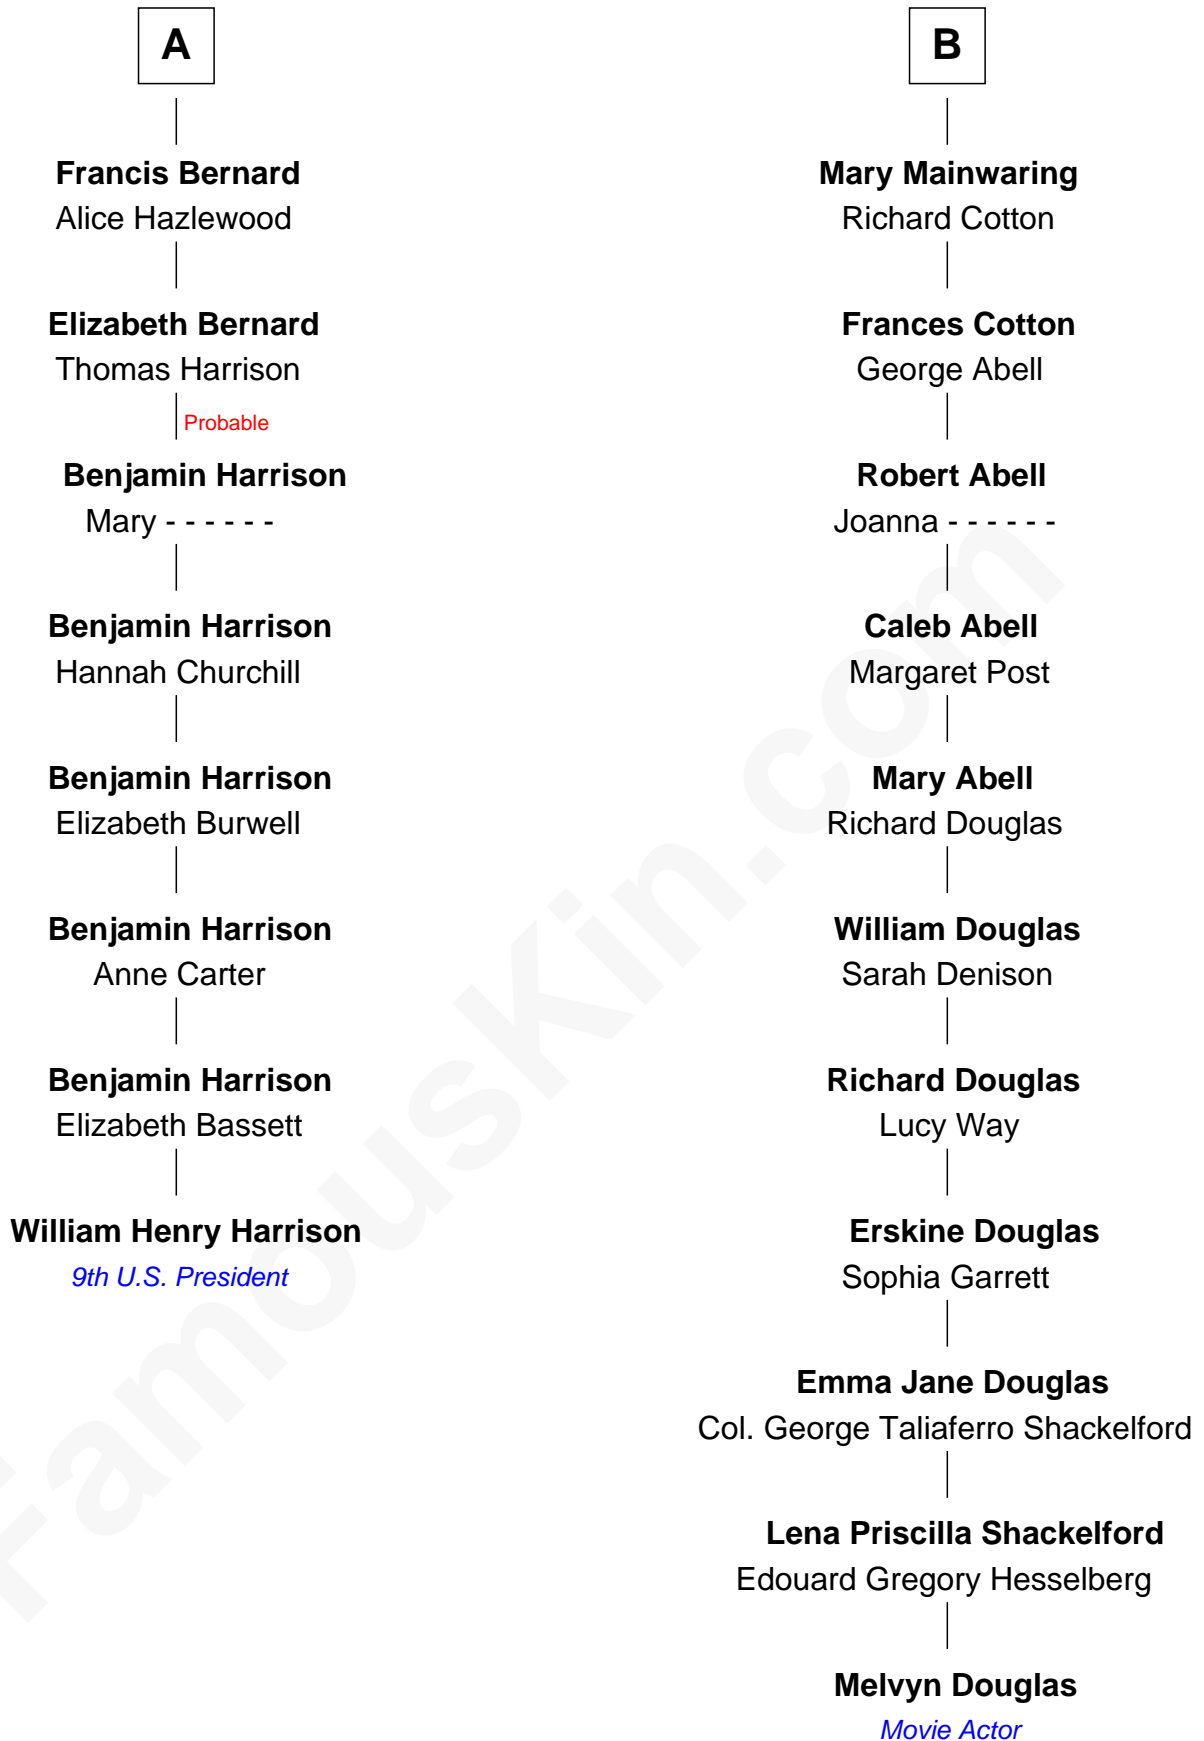 A
Francis Bernard
Alice Hazlewood
Elizabeth Bernard
Thomas Harrison
Probable
Benjamin Harrison
Mary - - - - - -
Benjamin Harrison
Hannah Churchill
Benjamin Harrison
Elizabeth Burwell
Benjamin Harrison
Anne Carter
Benjamin Harrison
Elizabeth Bassett
William Henry Harrison
9th U.S. President
B
Mary Mainwaring
Richard Cotton
Frances Cotton
George Abell
Robert Abell
Joanna - - - - - -
Caleb Abell
Margaret Post
Mary Abell
Richard Douglas
William Douglas
Sarah Denison
Richard Douglas
Lucy Way
Erskine Douglas
Sophia Garrett
Emma Jane Douglas
Col. George Taliaferro Shackelford
Lena Priscilla Shackelford
Edouard Gregory Hesselberg
Melvyn Douglas
Movie Actor
FamousKin.com